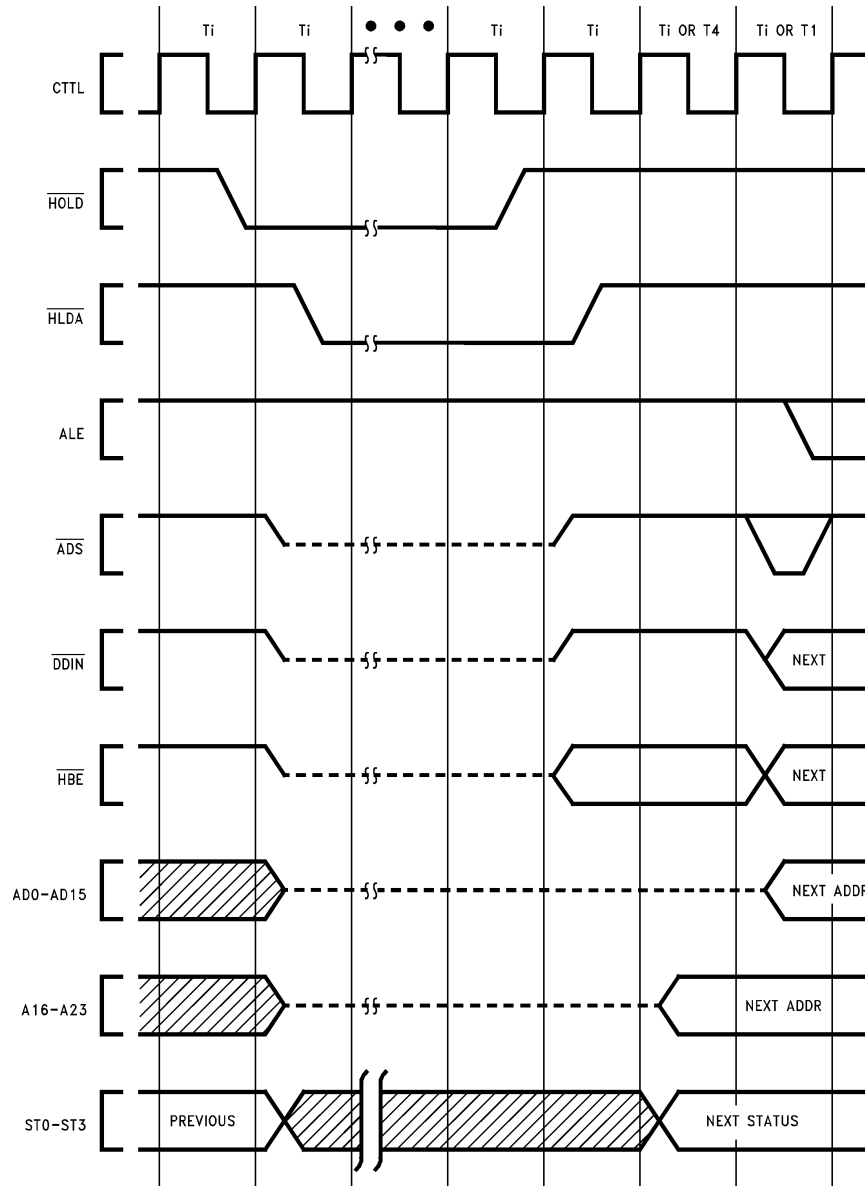 Ti Ti • • • Ti Ti Ti OR T4 Ti OR T1
CTTL
HOLD
HLDA
ALE
ADS
DDIN NEXT
HBE NEXT
AD0-AD15 NEXT ADDR
A16-A23 NEXT ADDR
ST0-ST3 PREVIOUS NEXT STATUS